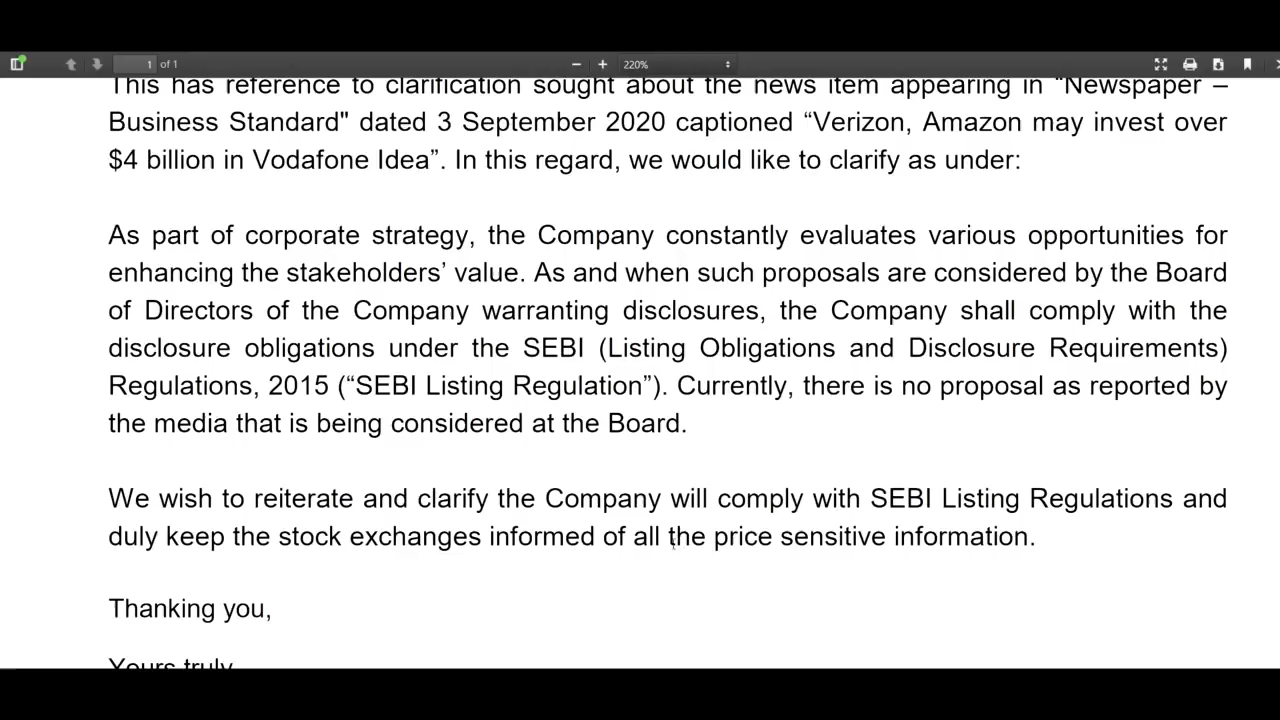 1 of 1
220%
This has reference to clarification sought about the news item appearing in “Newspaper –
Business Standard" dated 3 September 2020 captioned “Verizon, Amazon may invest over
$4 billion in Vodafone Idea”. In this regard, we would like to clarify as under:
As part of corporate strategy, the Company constantly evaluates various opportunities for
enhancing the stakeholders’ value. As and when such proposals are considered by the Board
of Directors of the Company warranting disclosures, the Company shall comply with the
disclosure obligations under the SEBI (Listing Obligations and Disclosure Requirements)
Regulations, 2015 (“SEBI Listing Regulation”). Currently, there is no proposal as reported by
the media that is being considered at the Board.
We wish to reiterate and clarify the Company will comply with SEBI Listing Regulations and
duly keep the stock exchanges informed of all the price sensitive information.
Thanking you,
Yours truly